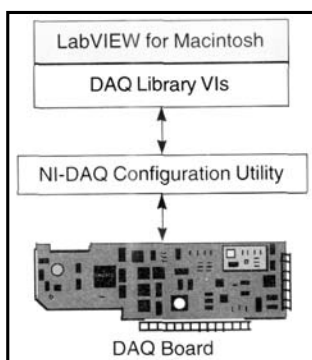 LabVIEW for Macintosh
DAQ Library VIs
NI-DAQ Configuration Utility
DAQ Board